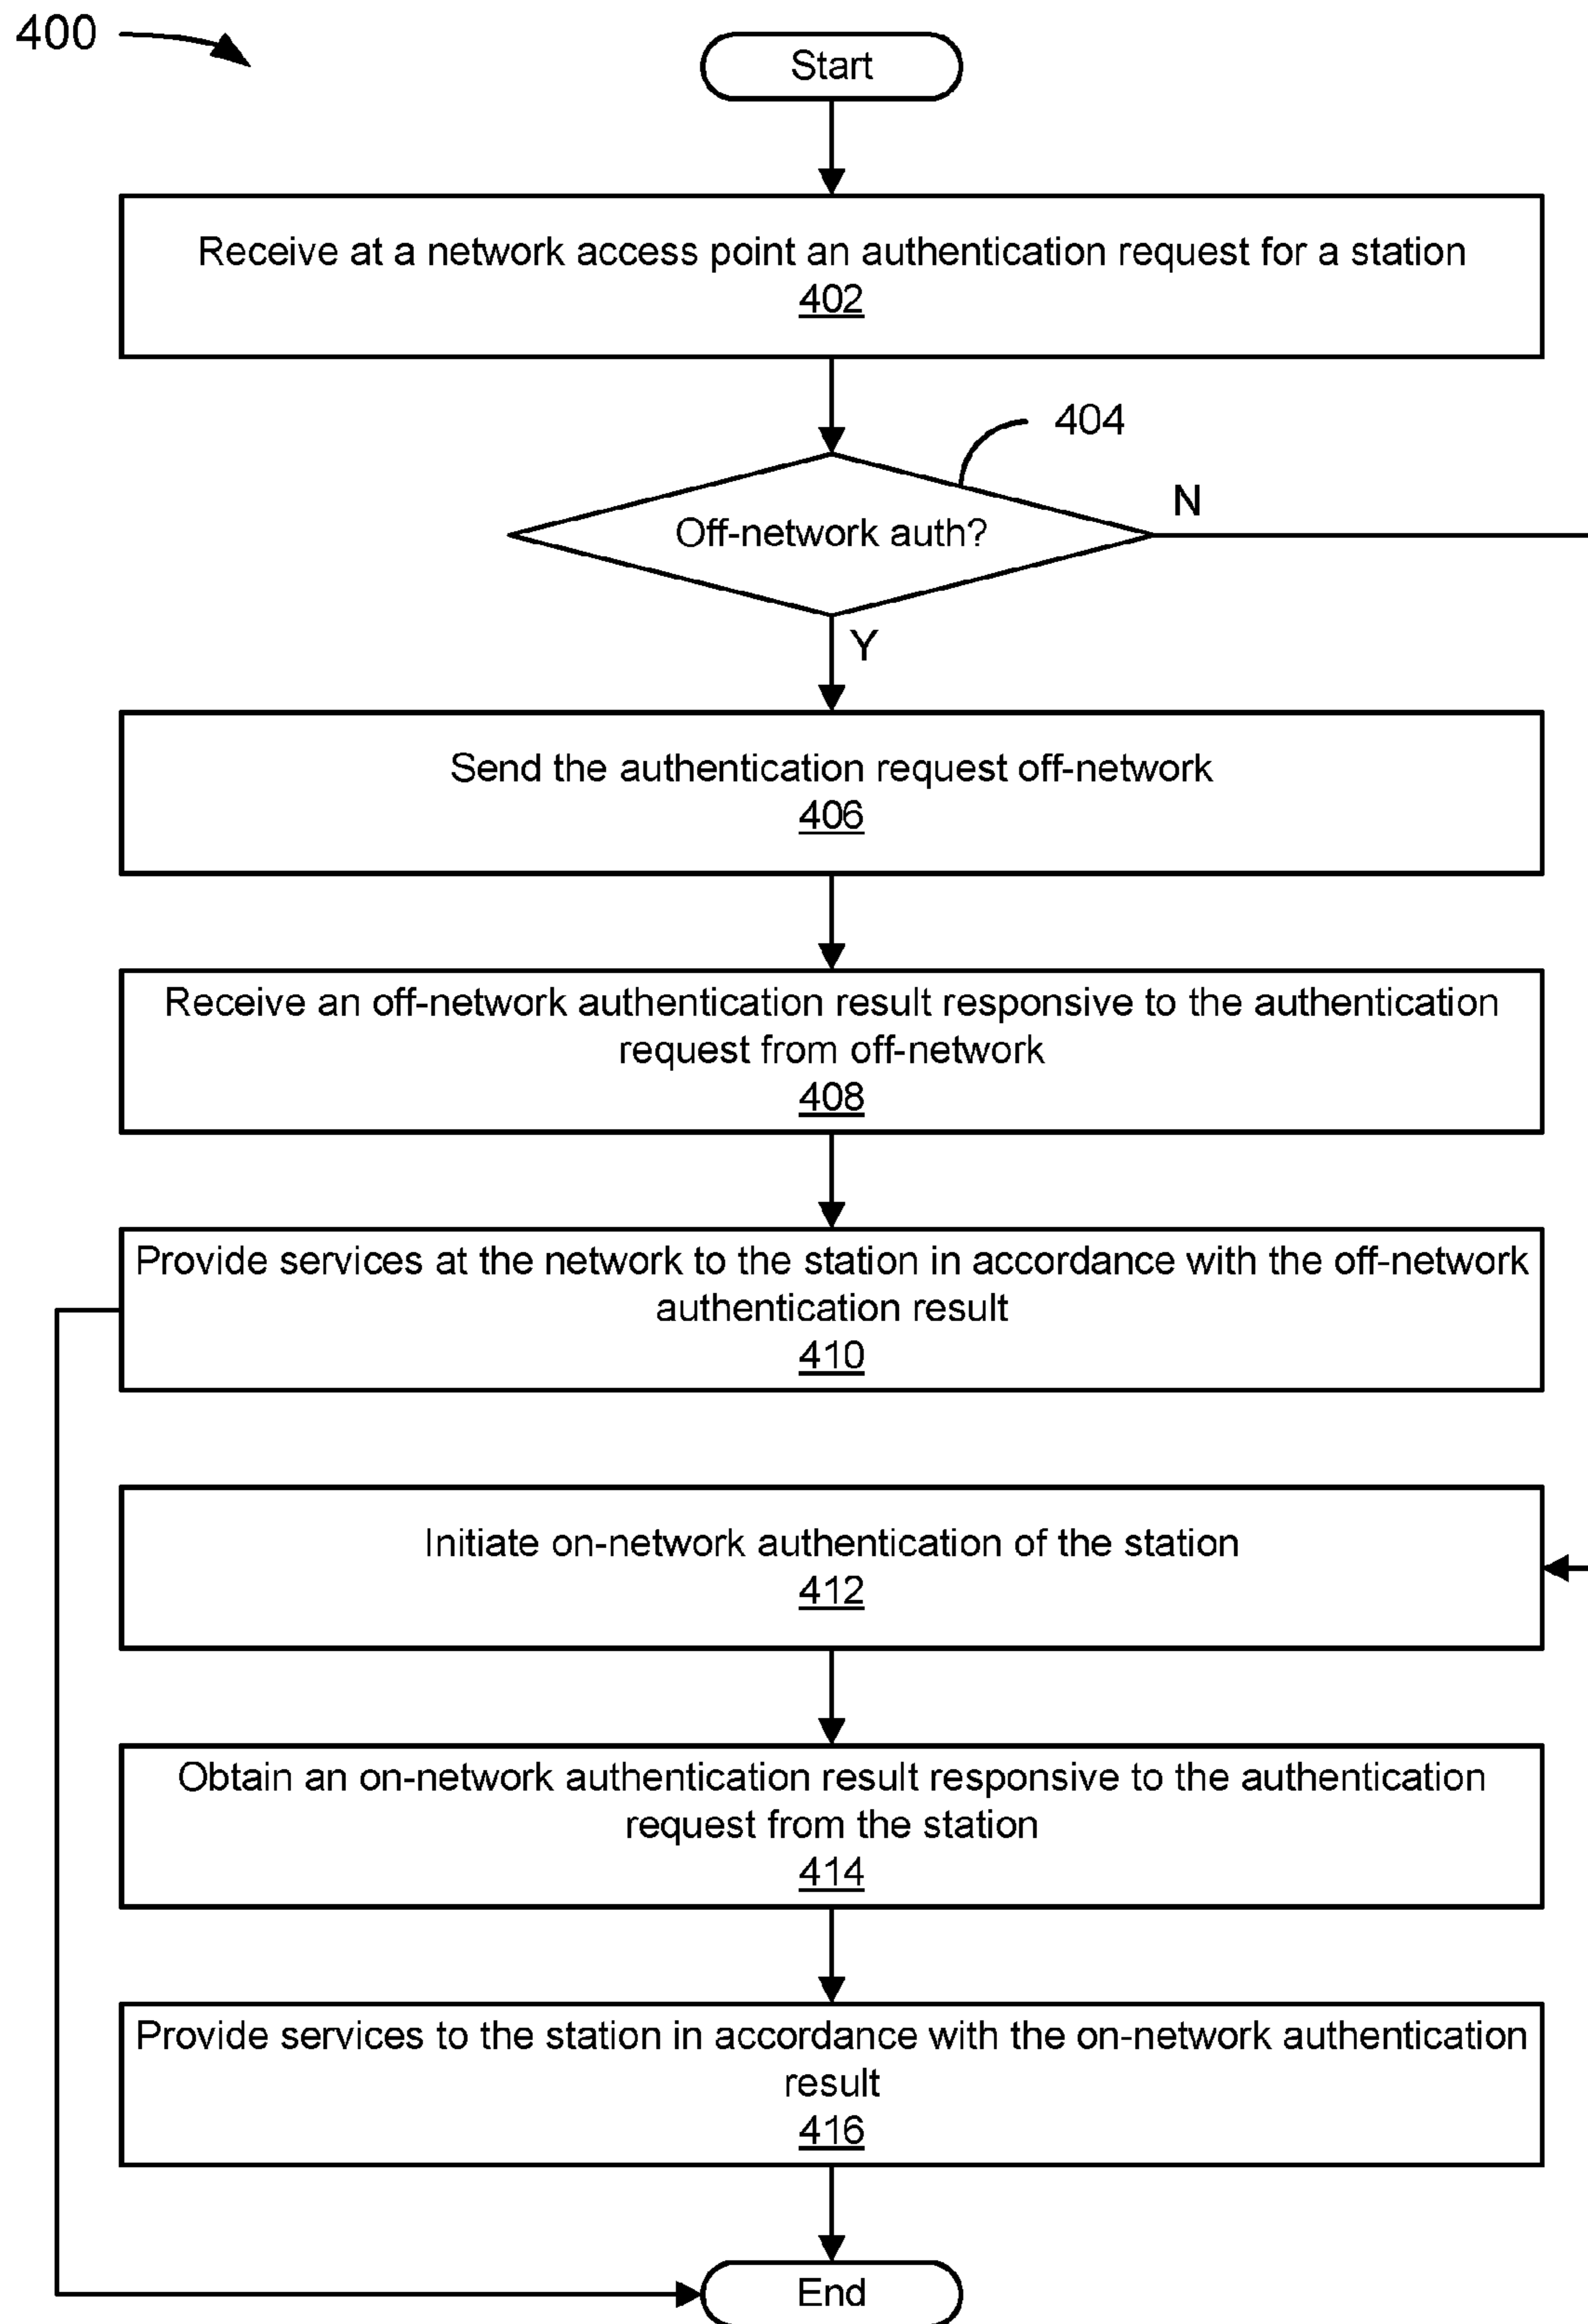 400
Start
Receive at a network access point an authentication request for a station
402
404
Off-network auth?
N
Y
Send the authentication request off-network
406
Receive an off-network authentication result responsive to the authentication
request from off-network
408
Provide services at the network to the station in accordance with the off-network
authentication result
410
Initiate on-network authentication of the station
412
Obtain an on-network authentication result responsive to the authentication
request from the station
414
Provide services to the station in accordance with the on-network authentication
result
416
End